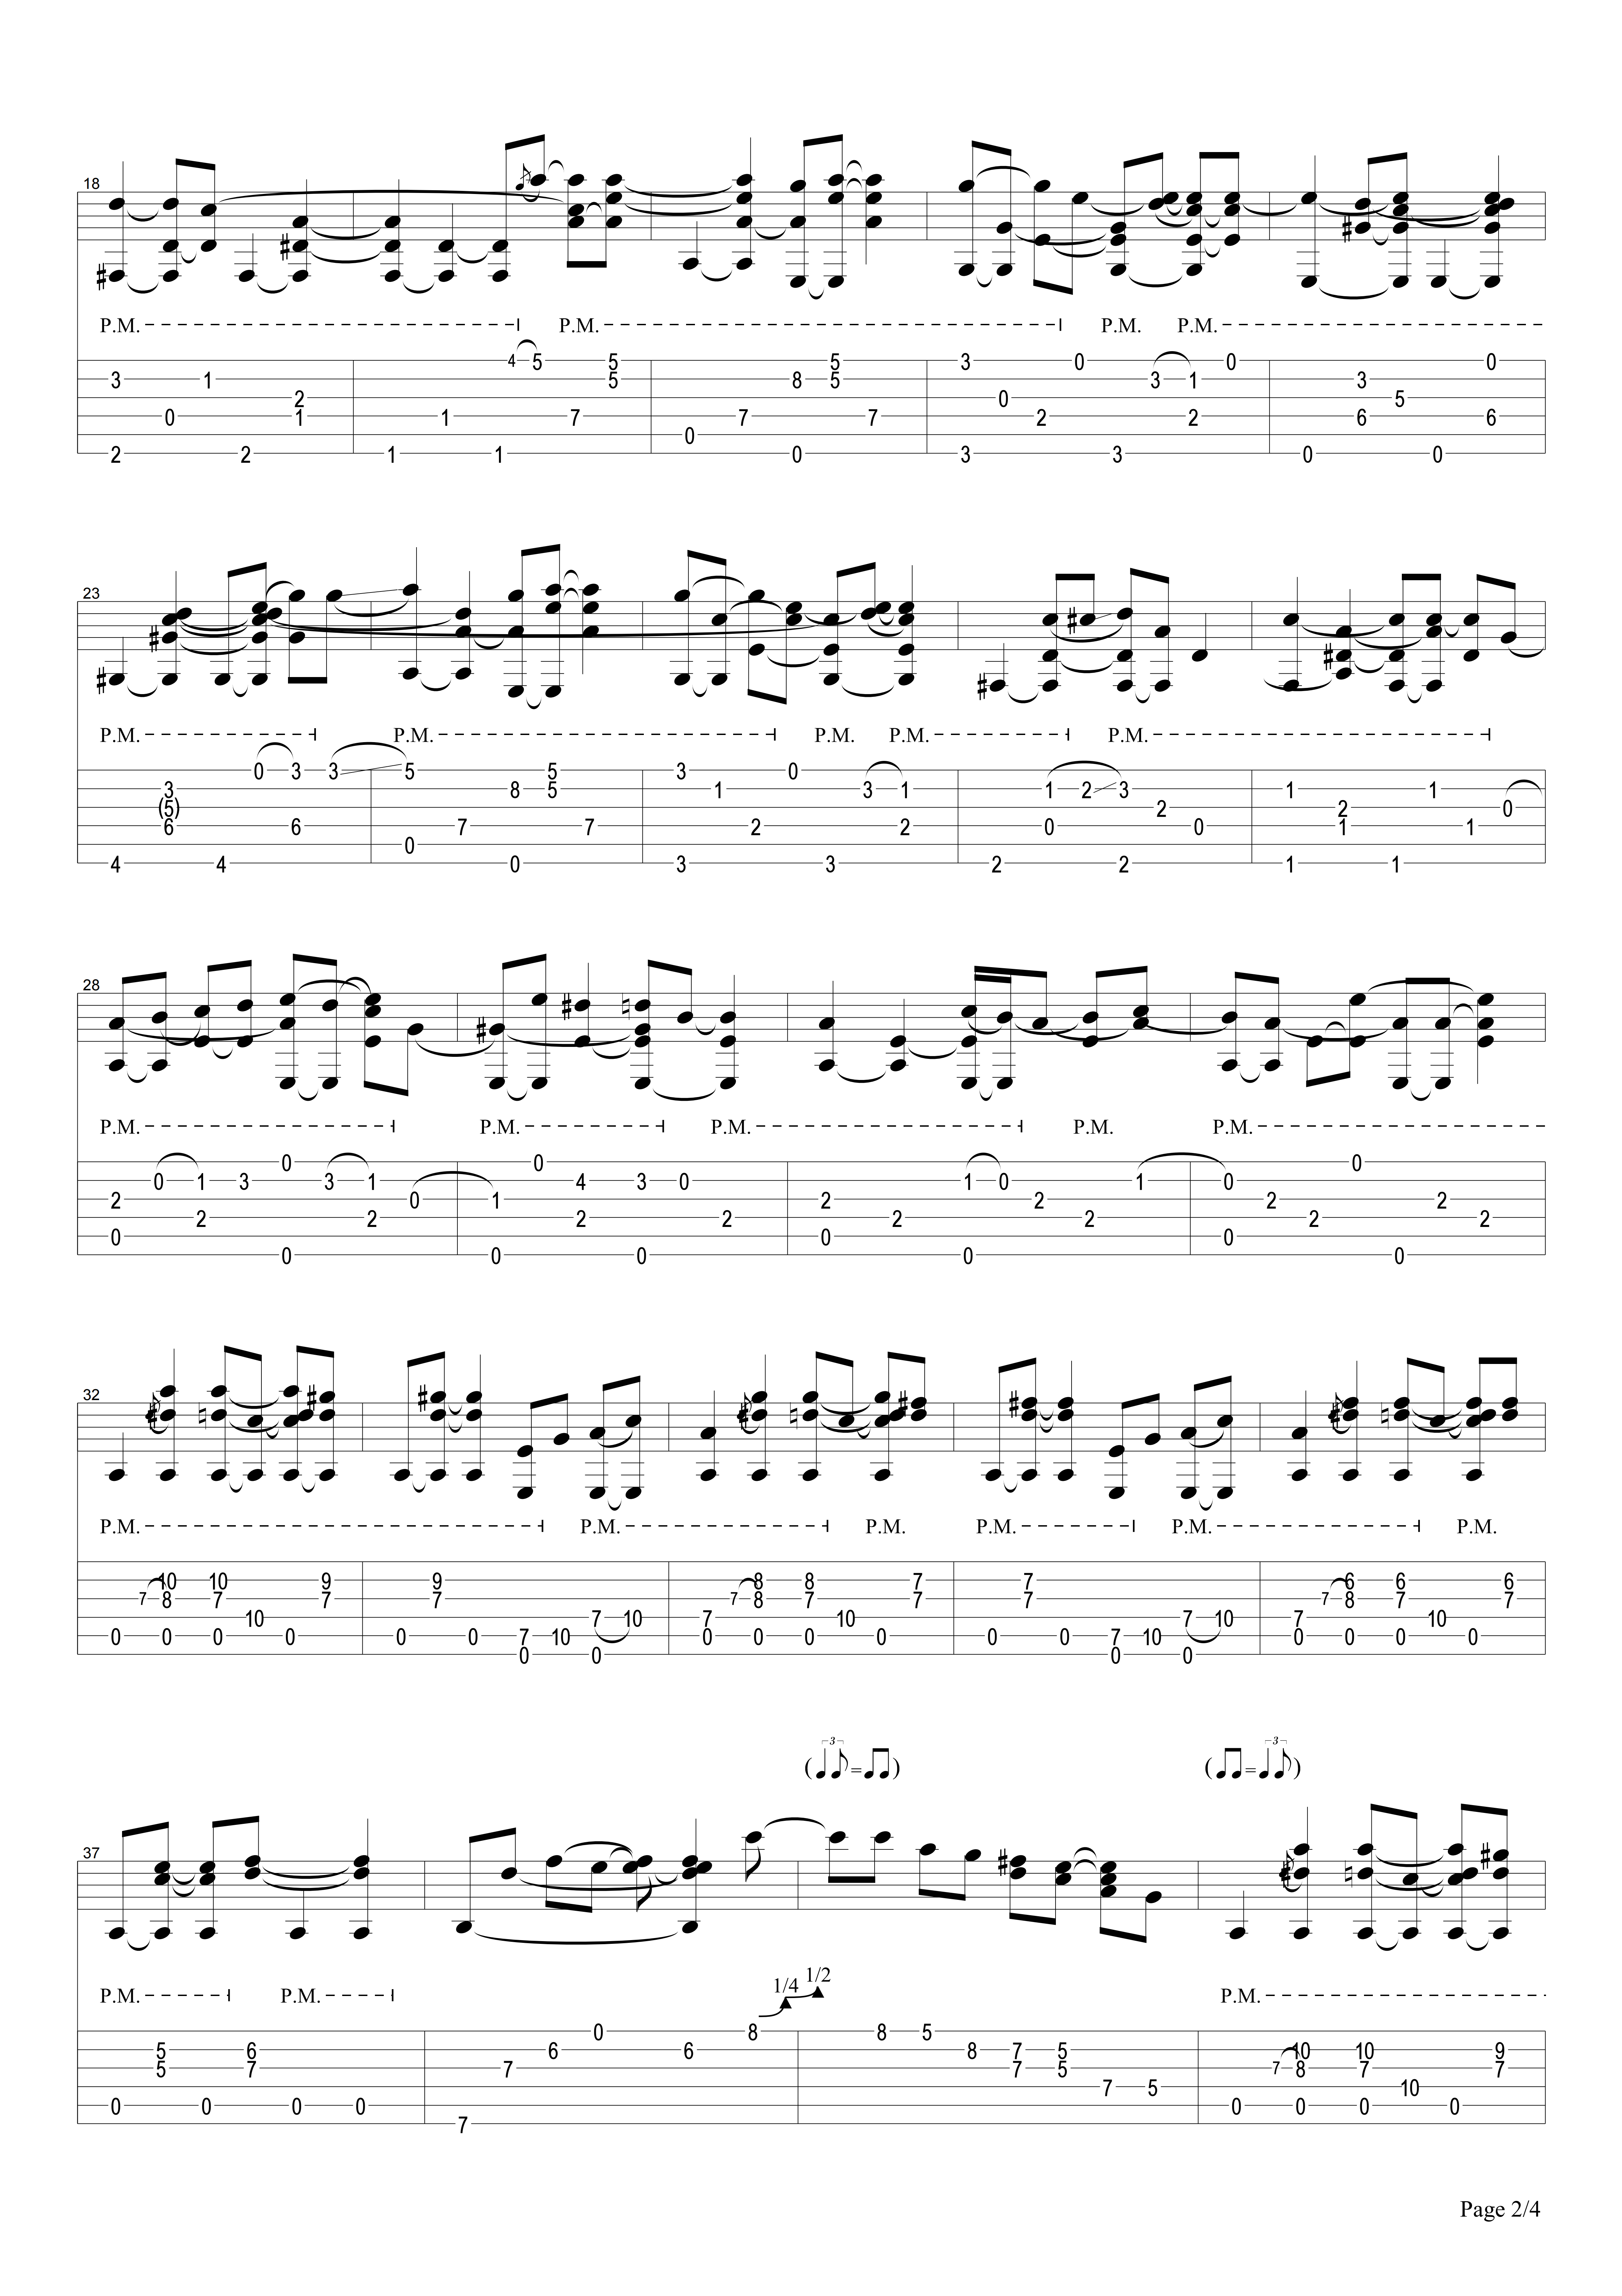 18
P.M. P.M. P.M. P.M.
4 5 5 5 3 0 0 0
3 1 5 8 5 3 1 3
2 0 5
0 1 1 7 7 7 2 2 6 6
0
2 2 1 1 0 3 3 0 0
23
P.M. P.M. P.M. P.M. P.M.
0 3 3 5 5 3 0
3 8 5 1 3 1 1 2 3 1 1
(5) 2 2 0
6 6 7 7 2 2 0 0 1 1
0
4 4 0 3 3 2 2 1 1
28
P.M. P.M. P.M. P.M. P.M.
0 0 0
0 1 3 3 1 4 3 0 1 0 1 0
2 0 1 2 2 2 2
2 2 2 2 2 2 2 2
0 0 0
0 0 0 0 0
32
P.M. P.M. P.M. P.M. P.M. P.M.
10 10 9 9 8 8 7 7 6 6 6
7 8 7 7 7 7 8 7 7 7 7 8 7 7
10 7 10 7 10 7 10 7 10
0 0 0 0 0 0 7 10 0 0 0 0 0 0 7 10 0 0 0 0
0 0 0 0
3 3
( = ) ( = )
37
1/4 1/2
P.M. P.M. P.M.
0 8 8 5
5 6 6 6 8 7 5 10 10 9
5 7 7 7 5 7 8 7 7
7 5 10
0 0 0 0 0 0 0 0
7
Page 2/4